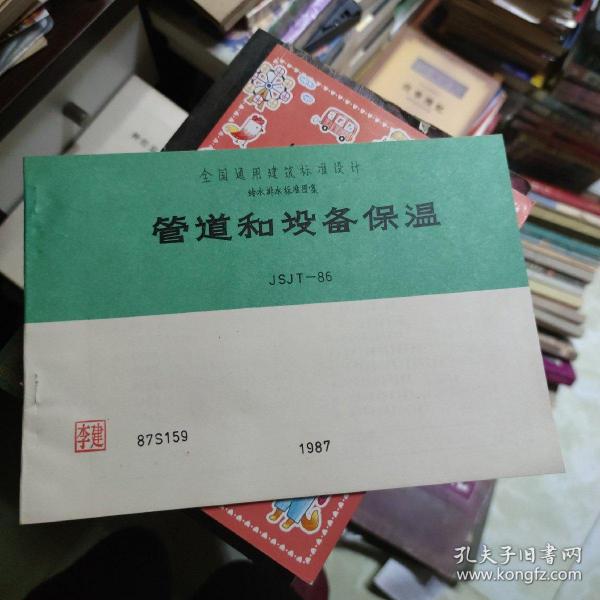 全国通用建筑标准设计
给水排水标准图集
管道和设备保温
JSJT—86
李建
87S159
1987
孔夫子旧书网
www.kongfz.com